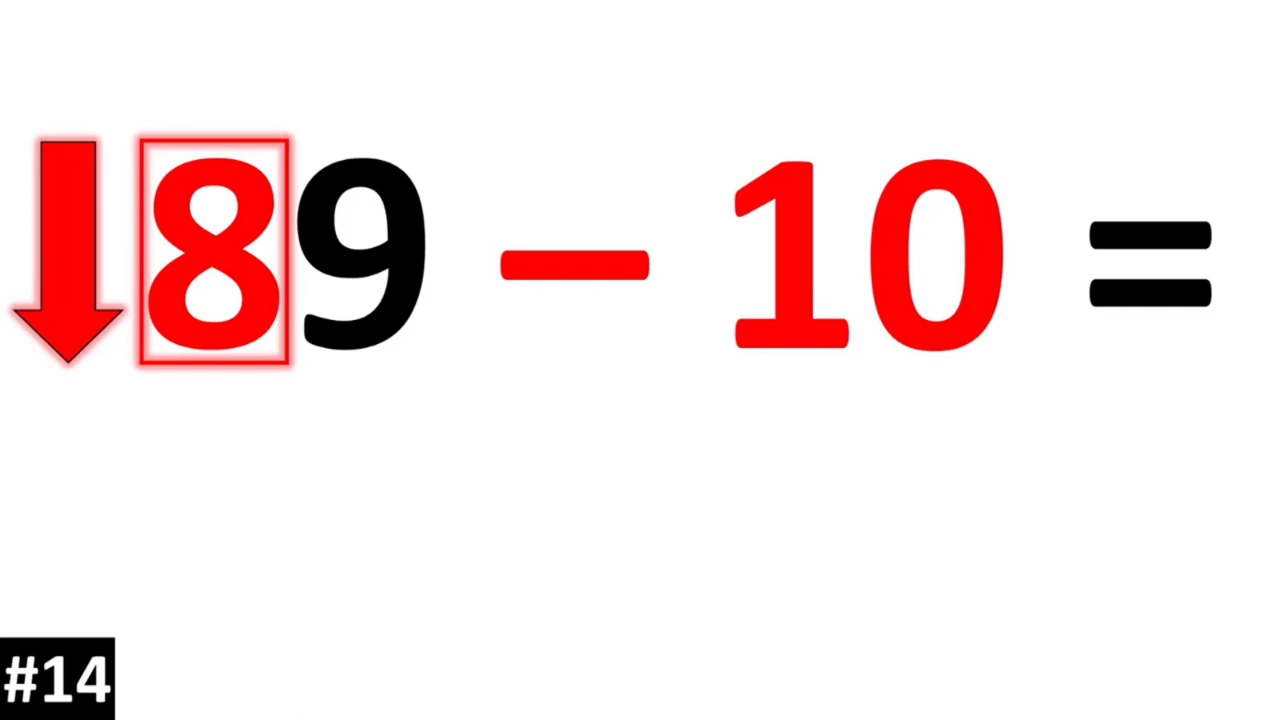 89 – 10 =
#14